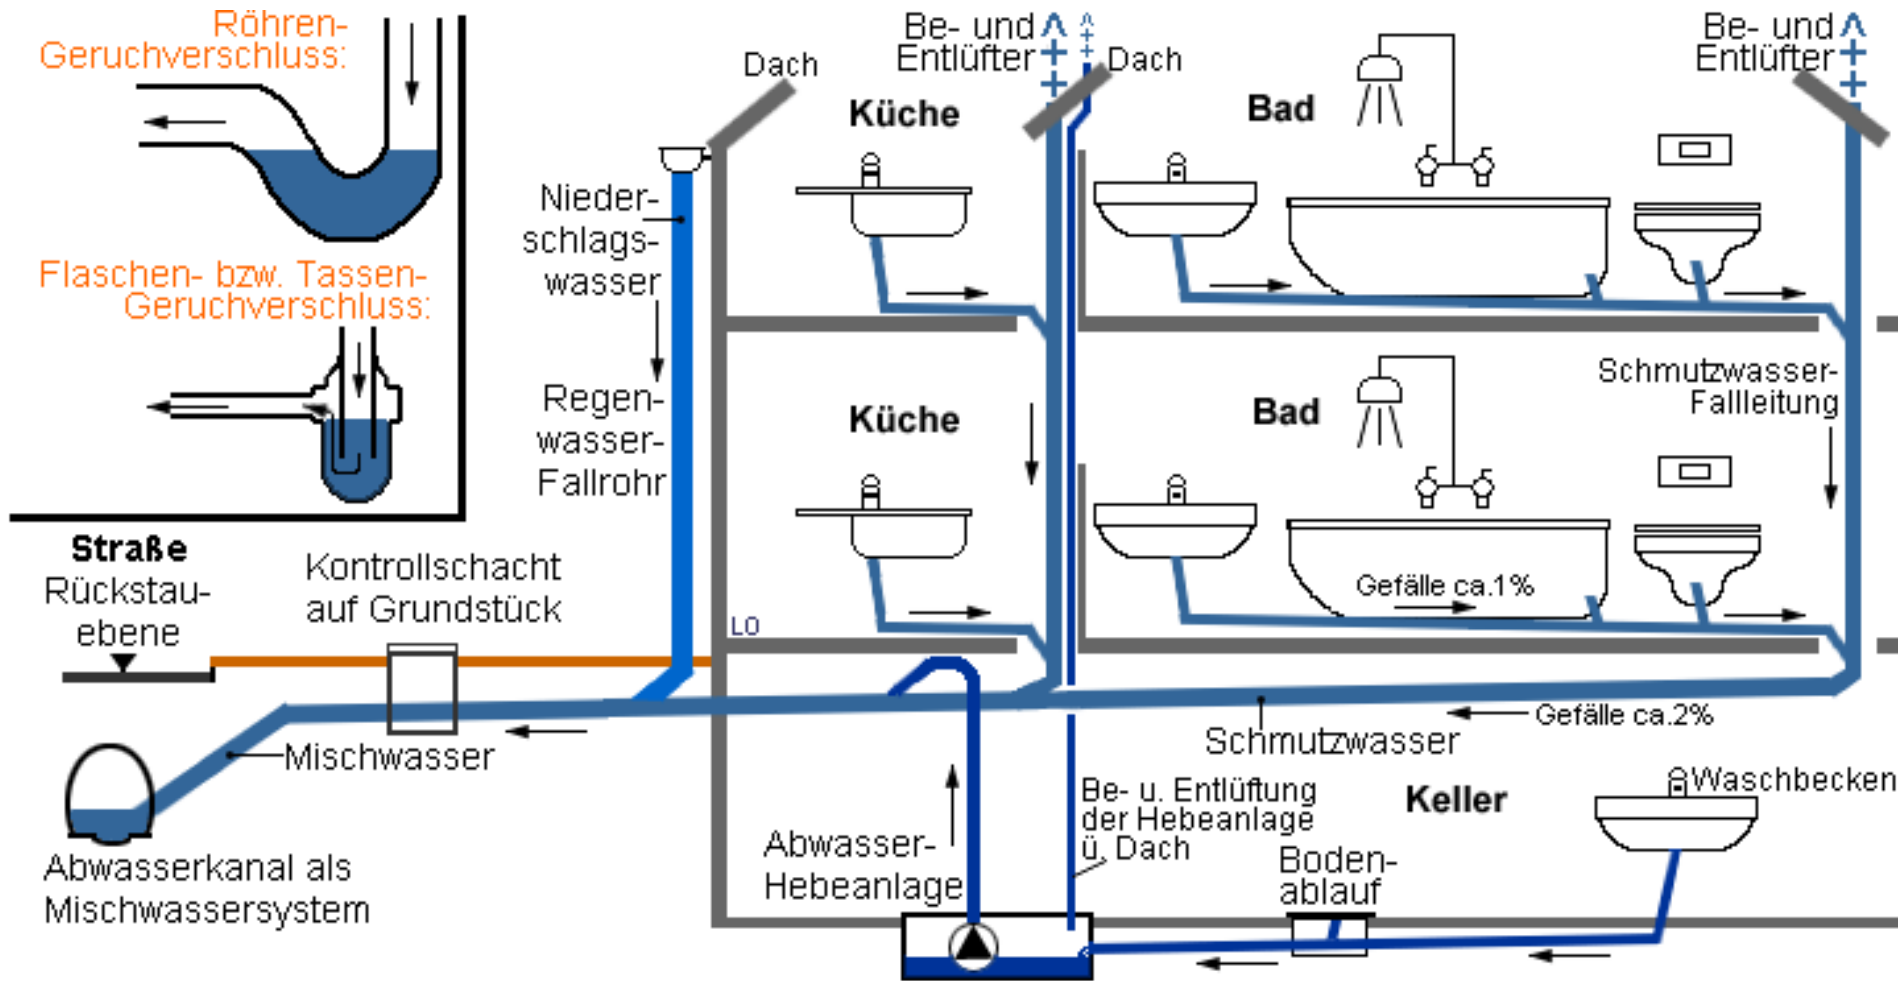 Röhren-
Geruchverschluss:
Flaschen- bzw. Tassen-
Geruchverschluss:
Straße
Rückstau-
ebene
Kontrollschacht
auf Grundstück
Mischwasser
Abwasserkanal als
Mischwassersystem
Dach
Nieder-
schlags-
wasser
Regen-
wasser-
Fallrohr
LO
Küche
Be- und
Entlüfter
Dach
Bad
Be- und
Entlüfter
Küche
Bad
Schmutzwasser-
Fallleitung
Gefälle ca.1%
Gefälle ca.2%
Schmutzwasser
Abwasser-
Hebeanlage
Be- u. Entlüftung
der Hebeanlage
ü. Dach
Keller
Waschbecken
Boden-
ablauf